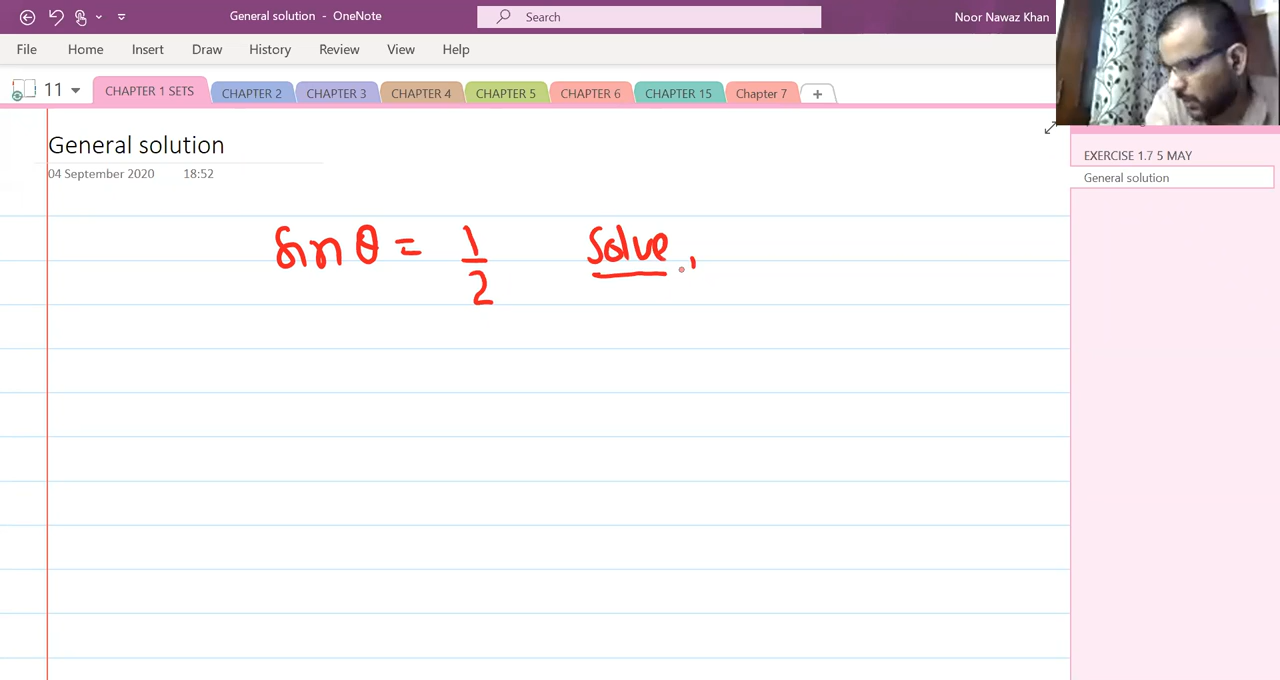 General solution - OneNote
Search
Noor Nawaz Khan
File Home Insert Draw History Review View Help
11
CHAPTER 1 SETS CHAPTER 2 CHAPTER 3 CHAPTER 4 CHAPTER 5 CHAPTER 6 CHAPTER 15 Chapter 7 +
General solution
04 September 2020 18:52
EXERCISE 1.7 5 MAY
General solution
sin θ = 1/2 Solve,